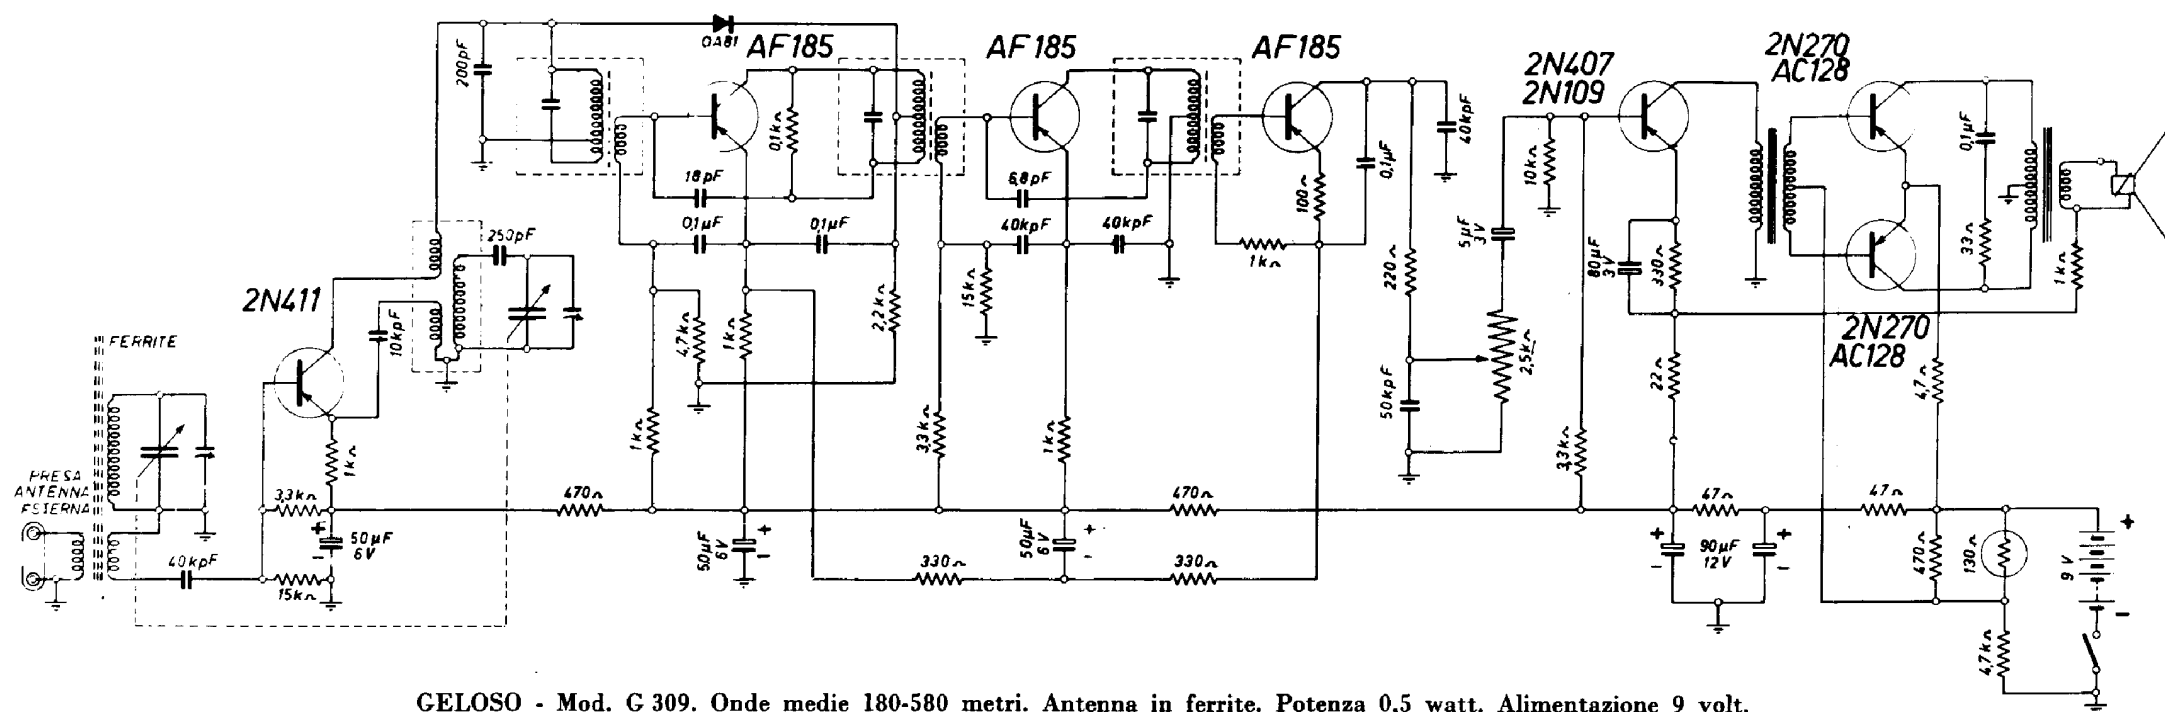 200pF
OA81
AF185
AF185
AF185
2N407
2N109
2N270
AC128
0,1kΩ
18pF
0,1µF
0,1µF
6,8pF
40kpF
40kpF
100Ω
0,1µF
40kpF
10kΩ
5µF
3V
80µF
3V
330Ω
0,1µF
33Ω
1kΩ
250pF
2N411
10kpF
4,7kΩ
1kΩ
2,2kΩ
15kΩ
1kΩ
220Ω
2,5kΩ
22Ω
2N270
AC128
4,7Ω
FERRITE
PRESA
ANTENNA
ESTERNA
1kΩ
3,3kΩ
50µF
6V
+
-
40kpF
15kΩ
470Ω
1kΩ
3,3kΩ
1kΩ
470Ω
50kpF
3,3kΩ
47Ω
47Ω
50µF
6V
+
-
50µF
6V
+
-
330Ω
330Ω
+
-
90µF
12V
+
-
470Ω
130Ω
9V
+
-
4,7kΩ
GELOSO - Mod. G 309. Onde medie 180-580 metri. Antenna in ferrite. Potenza 0,5 watt. Alimentazione 9 volt.